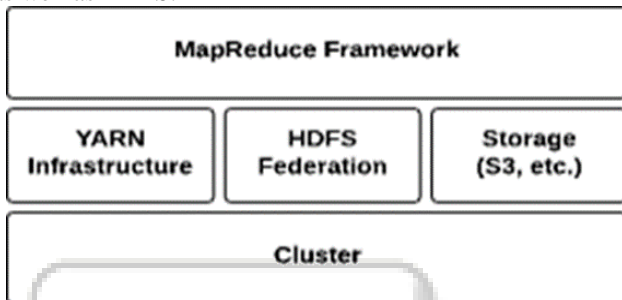 MapReduce Framework
YARN
Infrastructure
HDFS
Federation
Storage
(S3, etc.)
Cluster